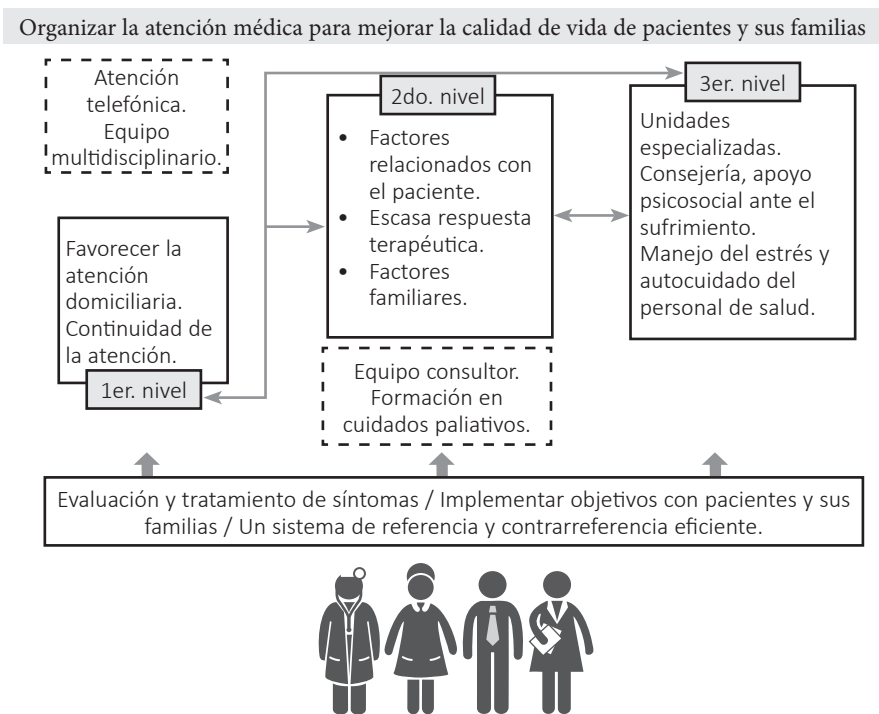 Organizar la atención médica para mejorar la calidad de vida de pacientes y sus familias
Atención
telefónica.
Equipo
multidisciplinario.
Favorecer la
atención
domiciliaria.
Continuidad de
la atención.
1er. nivel
2do. nivel
• Factores
relacionados con
el paciente.
• Escasa respuesta
terapéutica.
• Factores
familiares.
Equipo consultor.
Formación en
cuidados paliativos.
3er. nivel
Unidades
especializadas.
Consejería, apoyo
psicosocial ante el
sufrimiento.
Manejo del estrés y
autocuidado del
personal de salud.
Evaluación y tratamiento de síntomas / Implementar objetivos con pacientes y sus
familias / Un sistema de referencia y contrarreferencia eficiente.